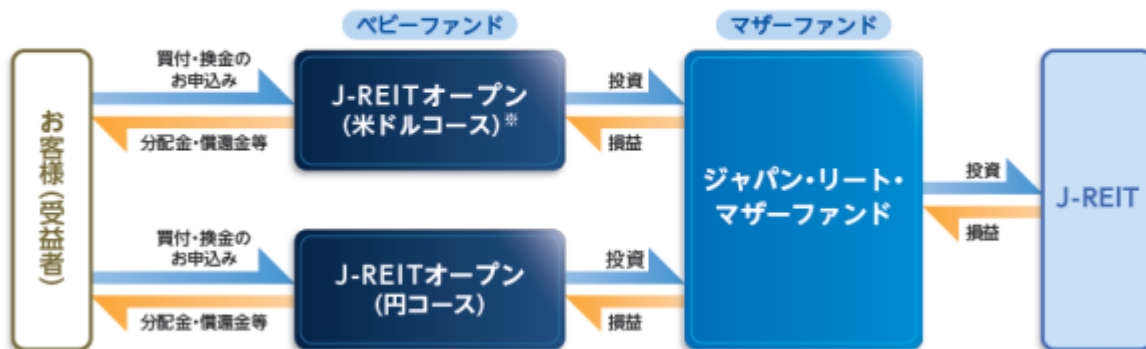 ベビーファンド
マザーファンド
お客様(受益者)
買付・換金の
お申込み
分配金・償還金等
J-REITオープン
(米ドルコース)※
投資
損益
買付・換金の
お申込み
分配金・償還金等
J-REITオープン
(円コース)
投資
損益
ジャパン・リート・
マザーファンド
投資
損益
J-REIT